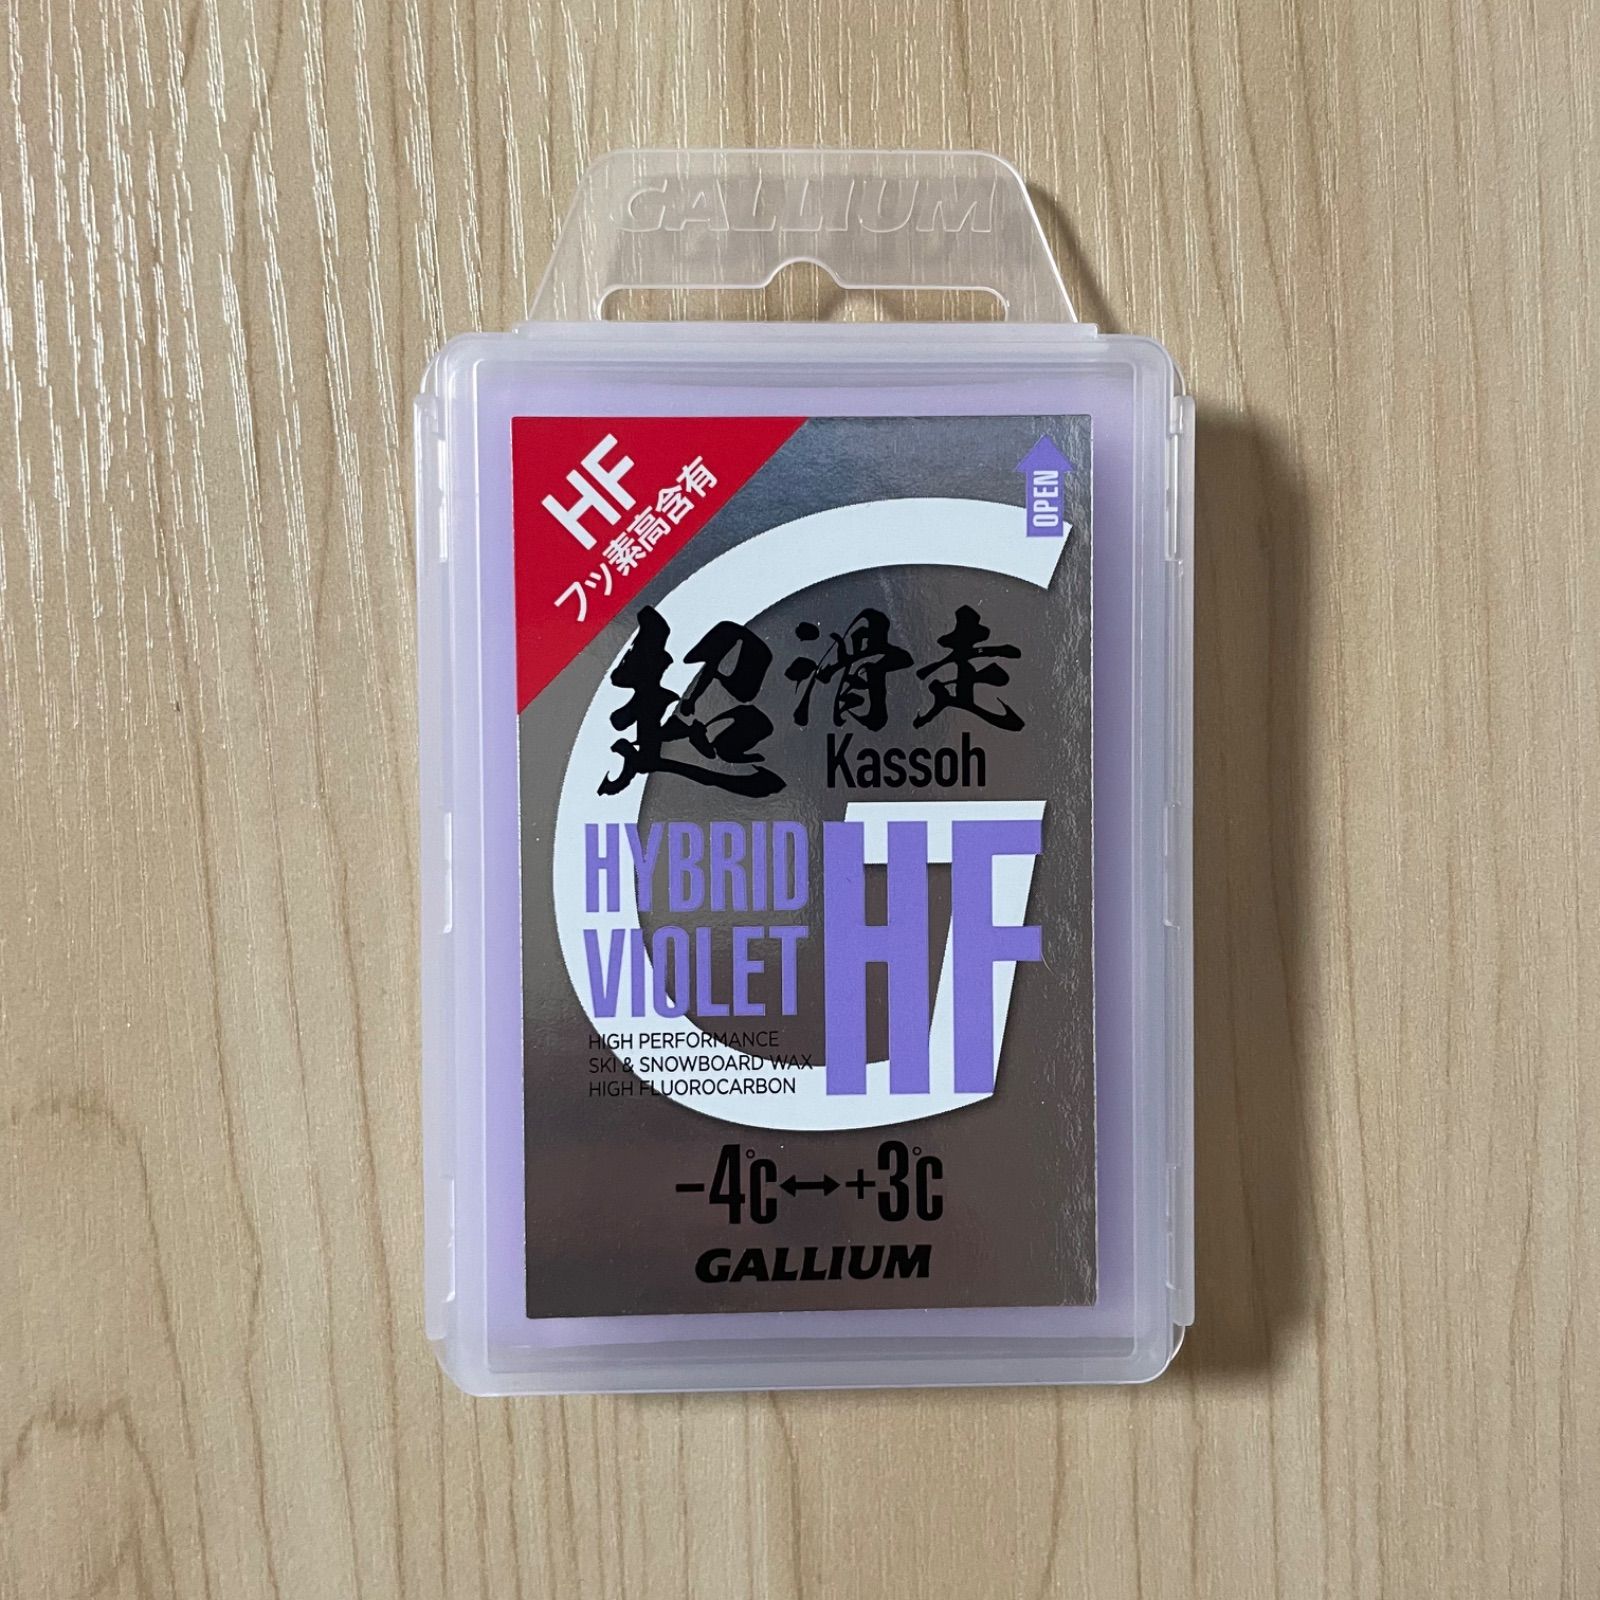 GALLIUM
HF
フッ素高含有
OPEN
超滑走
Kassoh
HYBRID
VIOLET
HF
HIGH PERFORMANCE
SKI & SNOWBOARD WAX
HIGH FLUOROCARBON
-4℃↔+3℃
GALLIUM